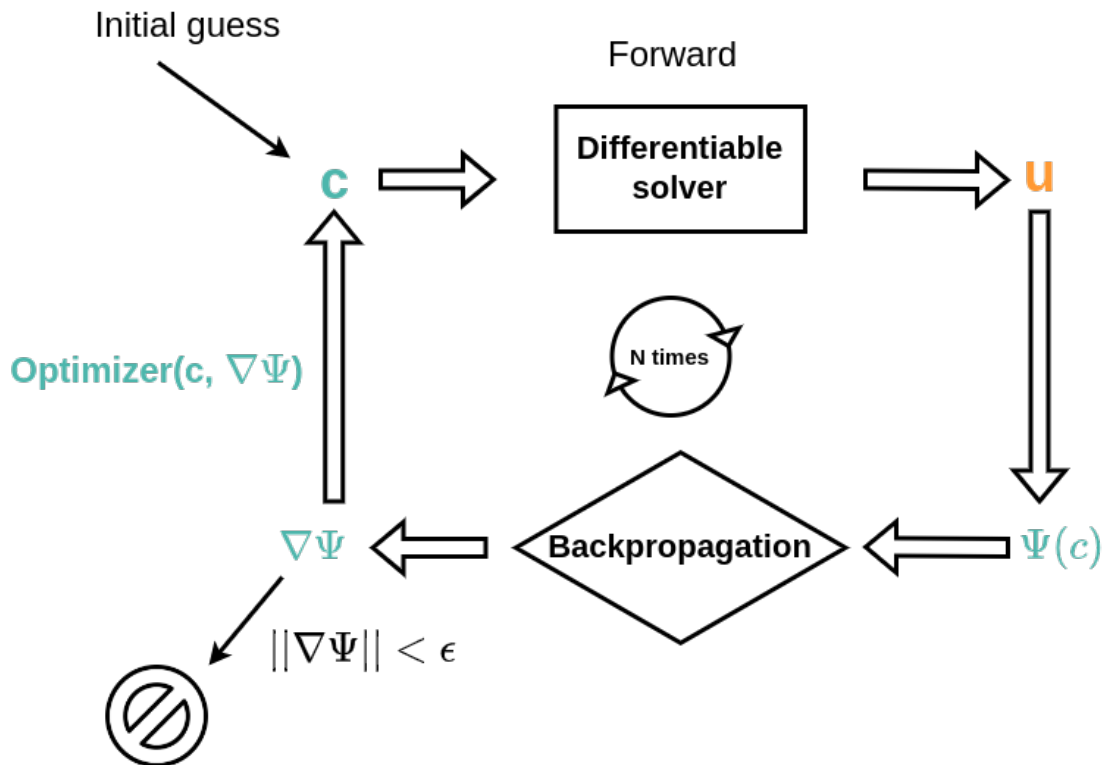 Initial guess
Forward
Differentiable
solver
c
u
N times
Optimizer(c, ∇Ψ)
∇Ψ
Backpropagation
Ψ(c)
||∇Ψ|| < ϵ